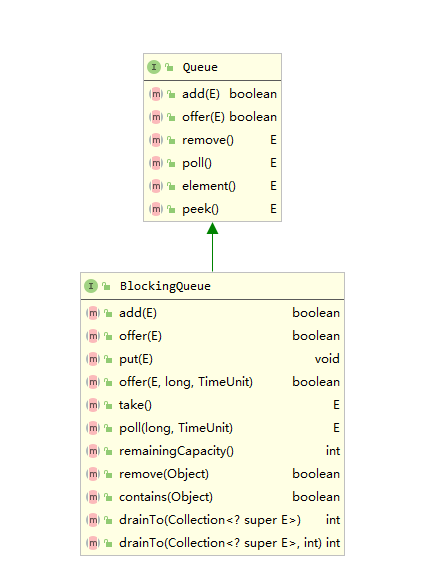 I Queue
m add(E) boolean
m offer(E) boolean
m remove() E
m poll() E
m element() E
m peek() E
I BlockingQueue
m add(E) boolean
m offer(E) boolean
m put(E) void
m offer(E, long, TimeUnit) boolean
m take() E
m poll(long, TimeUnit) E
m remainingCapacity() int
m remove(Object) boolean
m contains(Object) boolean
m drainTo(Collection<? super E>) int
m drainTo(Collection<? super E>, int) int